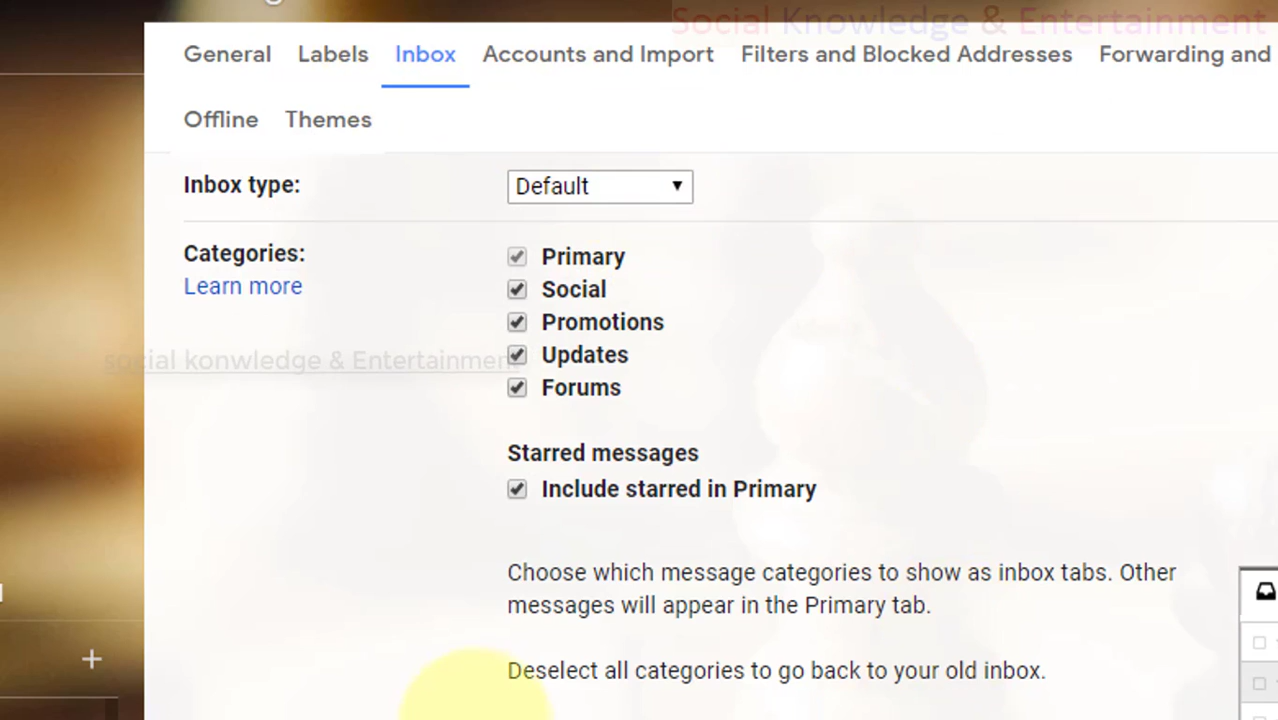 Social Knowledge & Entertainment
General Labels Inbox Accounts and Import Filters and Blocked Addresses Forwarding and
Offline Themes
Inbox type: Default
Categories: Primary
Learn more Social
Promotions
social konwledge & Entertainment Updates
Forums
Starred messages
Include starred in Primary
Choose which message categories to show as inbox tabs. Other
messages will appear in the Primary tab.
Deselect all categories to go back to your old inbox.